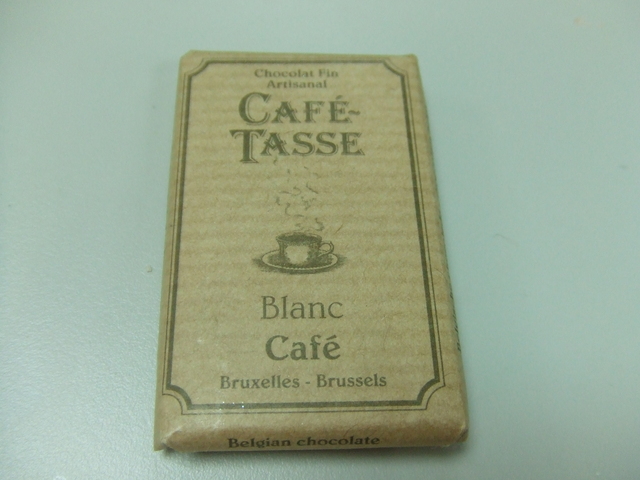 Chocolat Fin
Artisanal
CAFÉ-
TASSE
Blanc
Café
Bruxelles - Brussels
Belgian chocolate